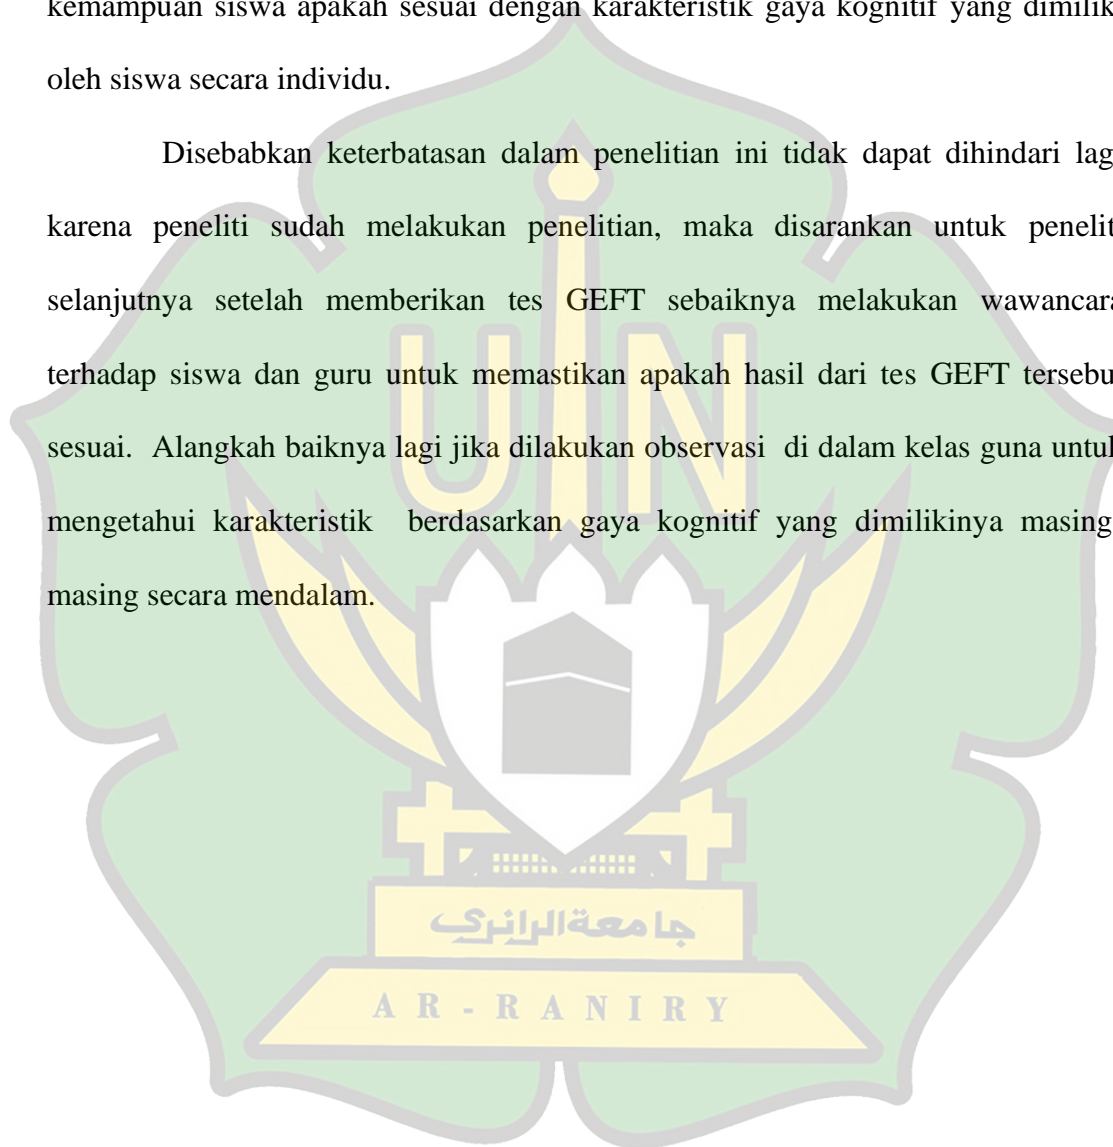 kemampuan siswa apakah sesuai dengan karakteristik gaya kognitif yang dimilik
oleh siswa secara individu.
Disebabkan keterbatasan dalam penelitian ini tidak dapat dihindari lag
karena peneliti sudah melakukan penelitian, maka disarankan untuk penelit
selanjutnya setelah memberikan tes GEFT sebaiknya melakukan wawancara
terhadap siswa dan guru untuk memastikan apakah hasil dari tes GEFT tersebu
sesuai. Alangkah baiknya lagi jika dilakukan observasi di dalam kelas guna untuk
mengetahui karakteristik berdasarkan gaya kognitif yang dimilikinya masing
masing secara mendalam.
UIN
جامعة الرانري
AR-RANIRY